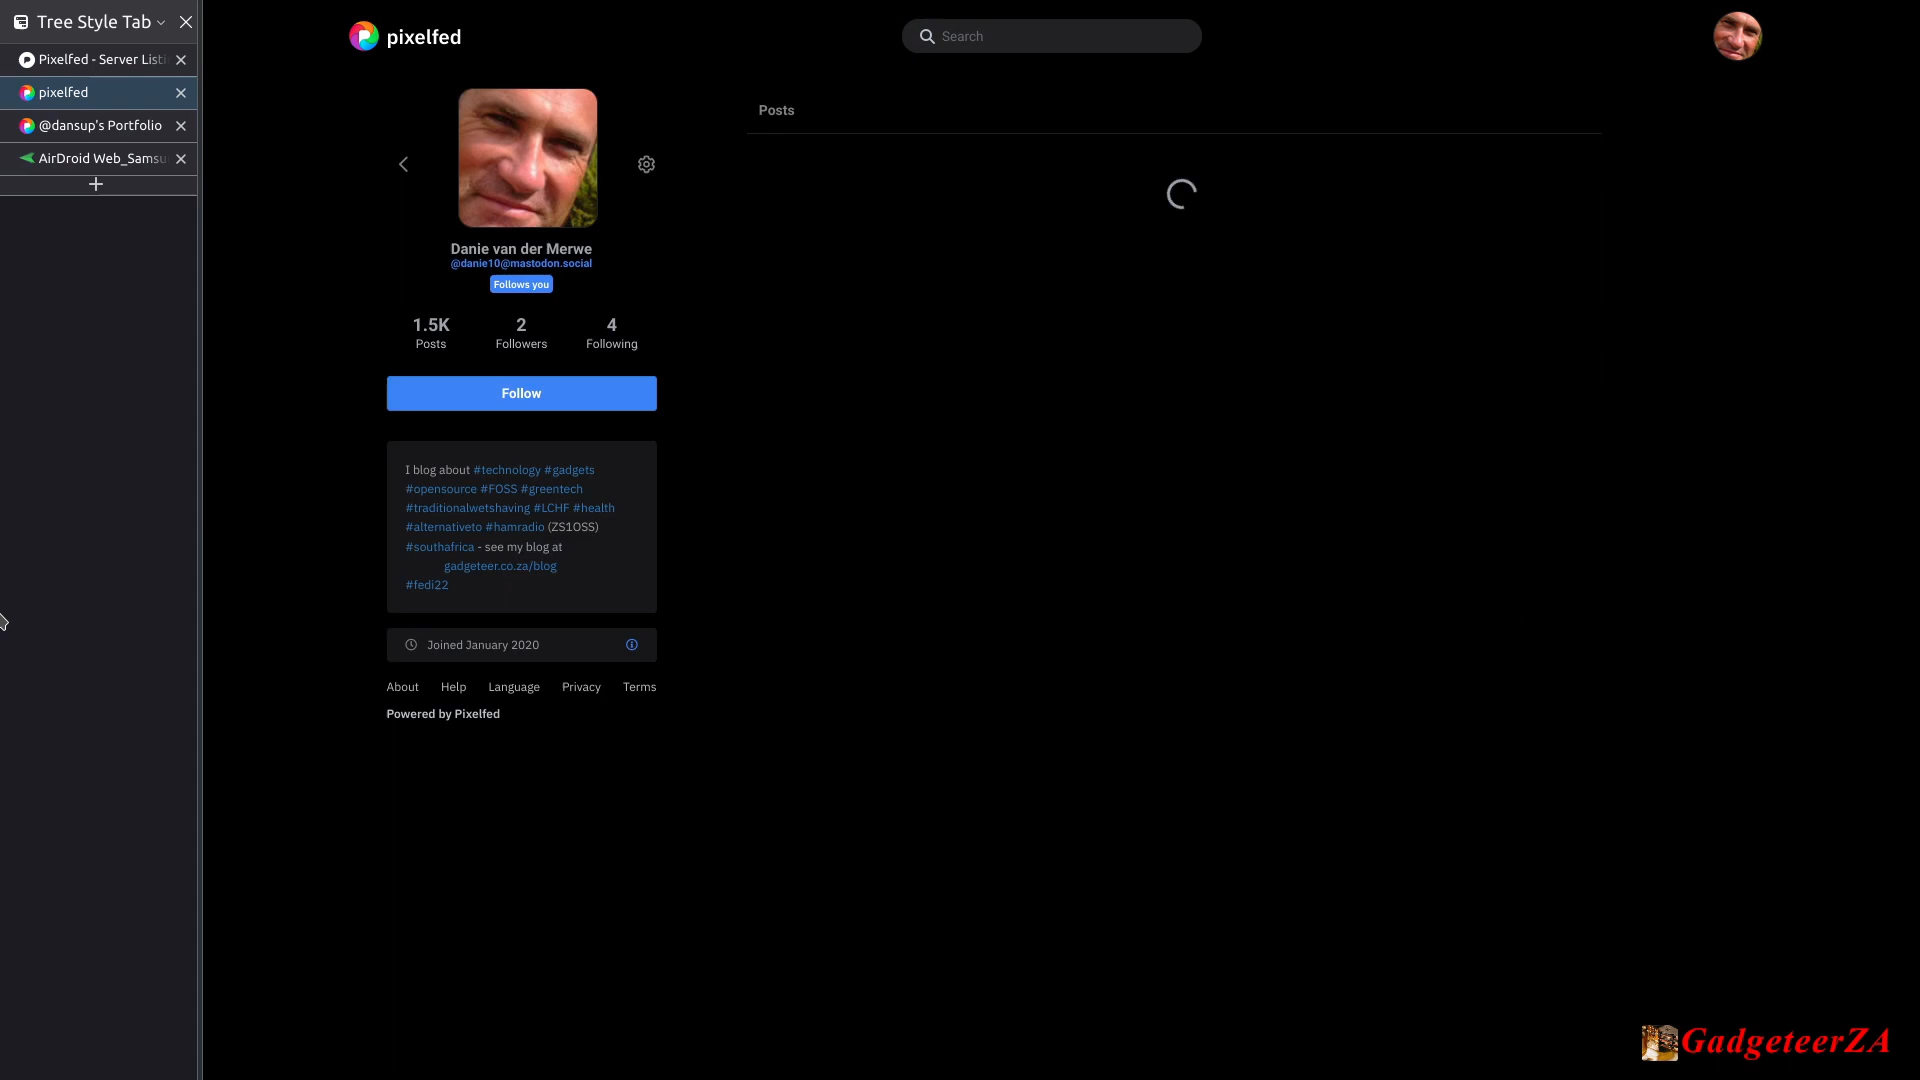 Tree Style Tab
Pixelfed - Server Listi
pixelfed
@dansup's Portfolio
AirDroid Web_Samsu
pixelfed
Search
Danie van der Merwe
@danie10@mastodon.social
Follows you
1.5K 2 4
Posts Followers Following
Follow
I blog about #technology #gadgets
#opensource #FOSS #greentech
#traditionalwetshaving #LCHF #health
#alternativeto #hamradio (ZS1OSS)
#southafrica - see my blog at
gadgeteer.co.za/blog
#fedi22
Joined January 2020
About Help Language Privacy Terms
Powered by Pixelfed
Posts
GadgeteerZA